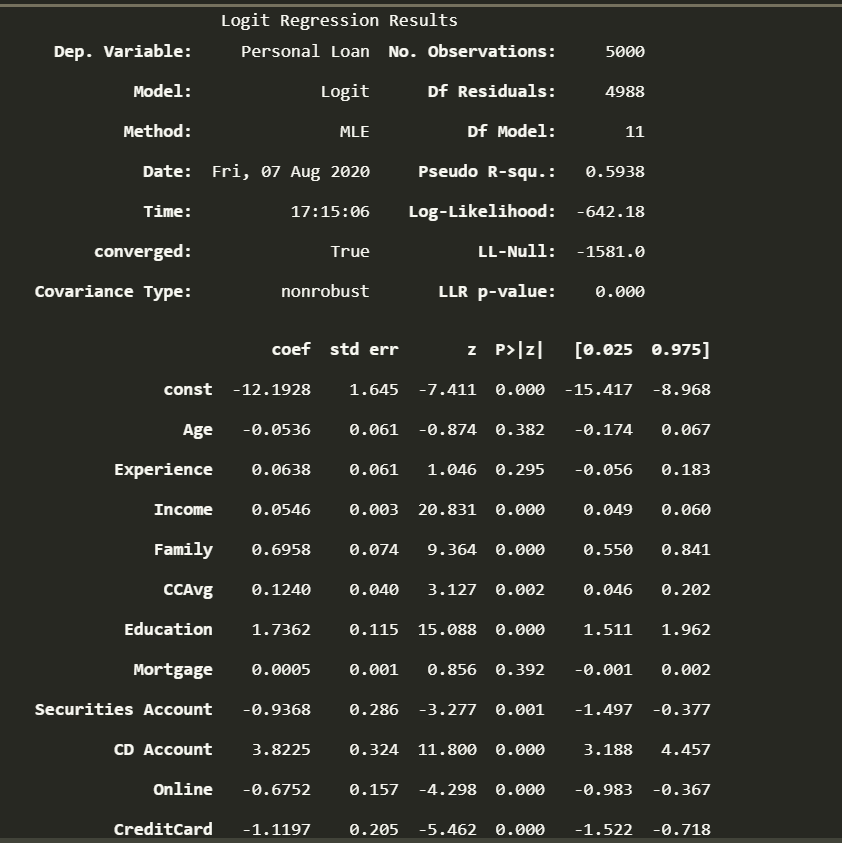 Logit Regression Results
Dep. Variable: Personal Loan No. Observations: 5000
Model: Logit Df Residuals: 4988
Method: MLE Df Model: 11
Date: Fri, 07 Aug 2020 Pseudo R-squ.: 0.5938
Time: 17:15:06 Log-Likelihood: -642.18
converged: True LL-Null: -1581.0
Covariance Type: nonrobust LLR p-value: 0.000
coef std err z P>|z| [0.025 0.975]
const -12.1928 1.645 -7.411 0.000 -15.417 -8.968
Age -0.0536 0.061 -0.874 0.382 -0.174 0.067
Experience 0.0638 0.061 1.046 0.295 -0.056 0.183
Income 0.0546 0.003 20.831 0.000 0.049 0.060
Family 0.6958 0.074 9.364 0.000 0.550 0.841
CCAvg 0.1240 0.040 3.127 0.002 0.046 0.202
Education 1.7362 0.115 15.088 0.000 1.511 1.962
Mortgage 0.0005 0.001 0.856 0.392 -0.001 0.002
Securities Account -0.9368 0.286 -3.277 0.001 -1.497 -0.377
CD Account 3.8225 0.324 11.800 0.000 3.188 4.457
Online -0.6752 0.157 -4.298 0.000 -0.983 -0.367
CreditCard -1.1197 0.205 -5.462 0.000 -1.522 -0.718